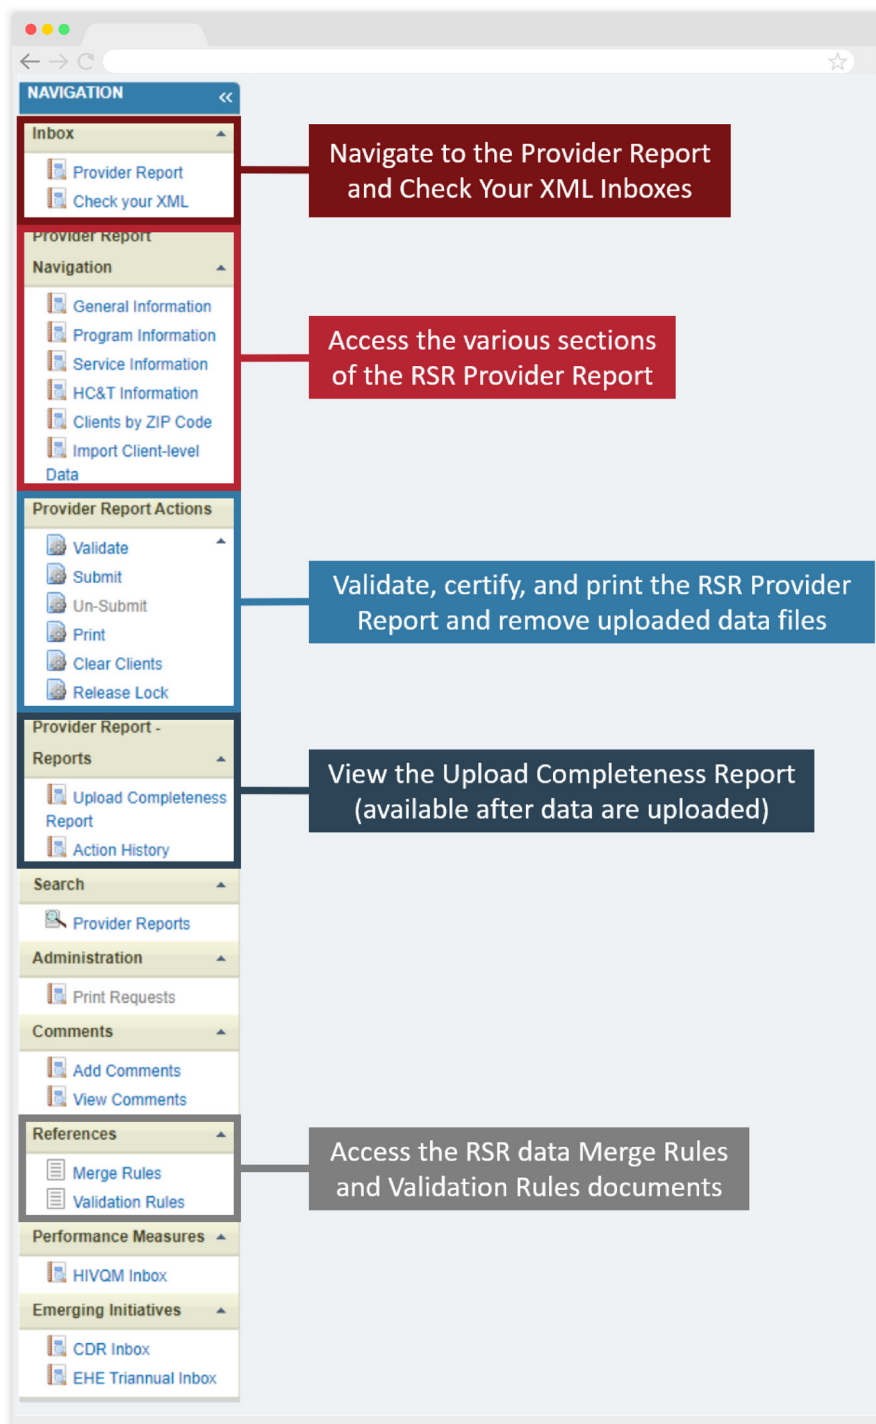 NAVIGATION «
Inbox
Provider Report
Check your XML
Navigate to the Provider Report
and Check Your XML Inboxes
Provider Report
Navigation
General Information
Program Information
Service Information
HC&T Information
Clients by ZIP Code
Import Client-level
Data
Access the various sections
of the RSR Provider Report
Provider Report Actions
Validate
Submit
Un-Submit
Print
Clear Clients
Release Lock
Validate, certify, and print the RSR Provider
Report and remove uploaded data files
Provider Report -
Reports
Upload Completeness
Report
Action History
View the Upload Completeness Report
(available after data are uploaded)
Search
Provider Reports
Administration
Print Requests
Comments
Add Comments
View Comments
References
Merge Rules
Validation Rules
Access the RSR data Merge Rules
and Validation Rules documents
Performance Measures
HIVQM Inbox
Emerging Initiatives
CDR Inbox
EHE Triannual Inbox